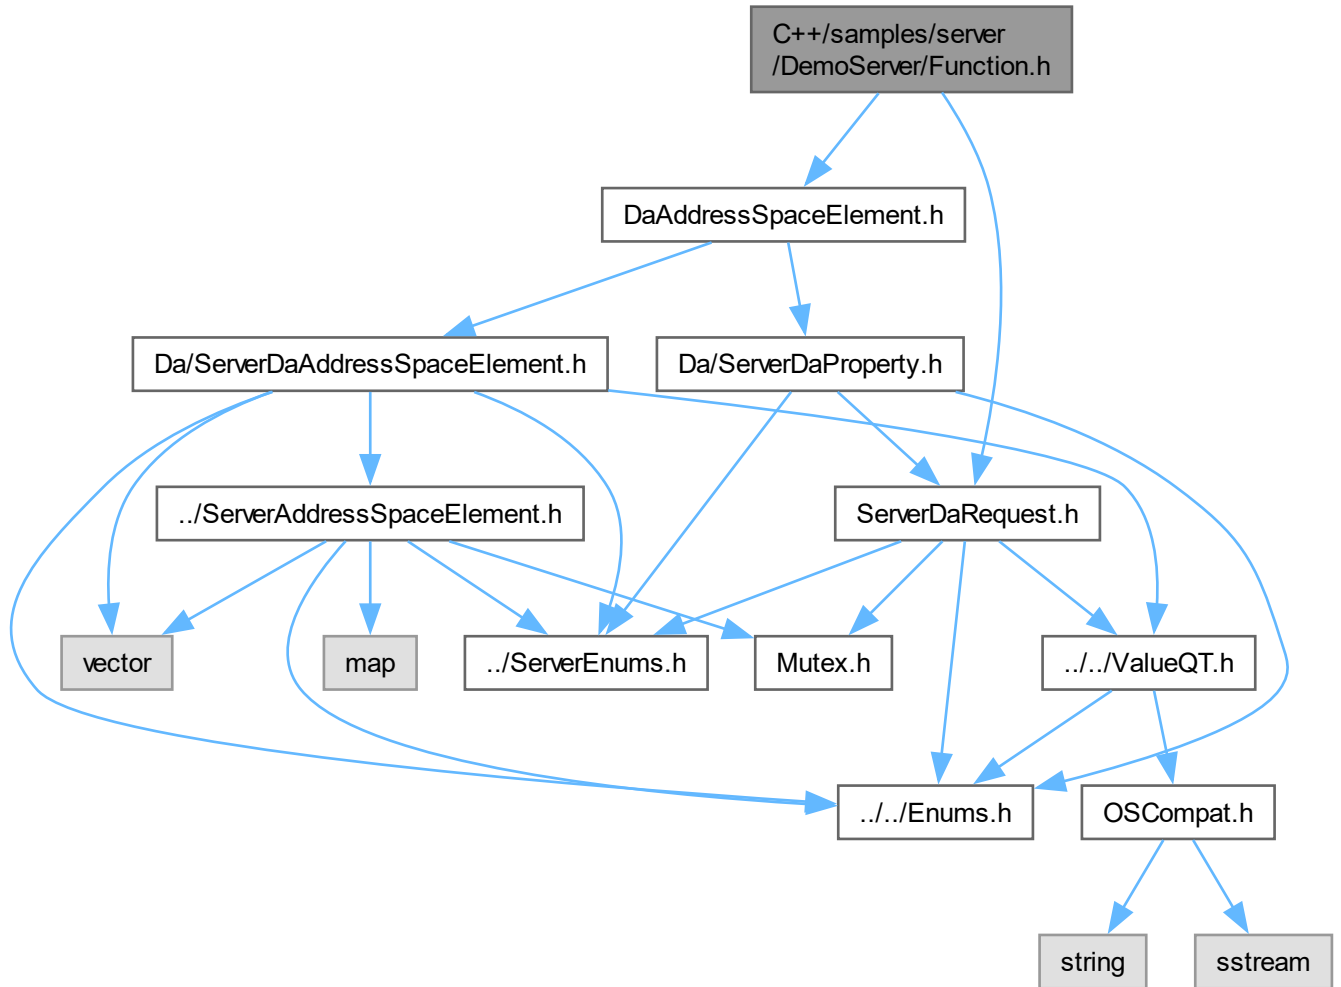 C++/samples/server
/DemoServer/Function.h
DaAddressSpaceElement.h
Da/ServerDaAddressSpaceElement.h
Da/ServerDaProperty.h
../ServerAddressSpaceElement.h
ServerDaRequest.h
vector
map
../ServerEnums.h
Mutex.h
../../ValueQT.h
../../Enums.h
OSCompat.h
string
sstream